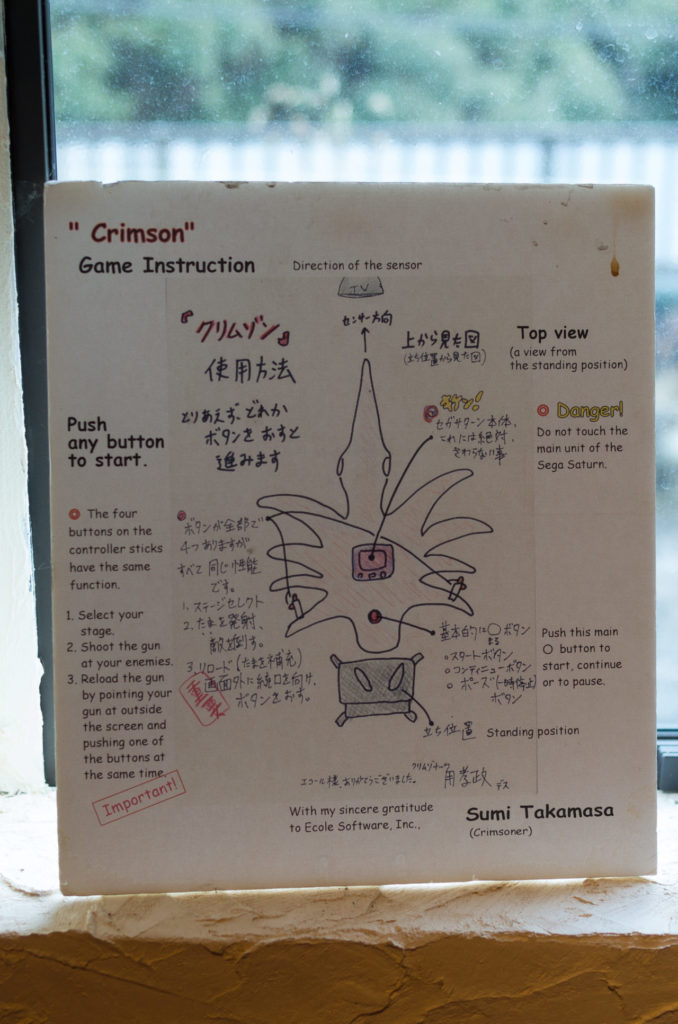 " Crimson"
Game Instruction
Direction of the sensor
TV
センサー方向
『クリムゾン』
使用方法
上から見た図
(立ち位置から見た図)
Top view
(a view from
the standing position)
Push
any button
to start.
とりあえず、どれか
ボタンをおすと
進みます
キケン!
セガサターン本体、
これには絶対、
さわらない事
Danger!
Do not touch the
main unit of the
Sega Saturn.
The four
buttons on the
controller sticks
have the same
function.
1. Select your
stage.
2. Shoot the gun
at your enemies.
3. Reload the gun
by pointing your
gun at outside
the screen and
pushing one of
the buttons at
the same time.
Important!
ボタンが全部で
4つありますが
すべて同じ性能
です。
1. ステージセレクト
2. たまを発射、
敵を倒す。
3. リロード(たまを補充)
画面外に銃口を向け、
ボタンをおす。
重要
基本的に○ボタン
まる
○スタートボタン
○コンティニューボタン
○ポーズ(一時停止)
ボタン
Push this main
○ button to
start, continue
or to pause.
立ち位置
Standing position
エコール様、ありがとうございました。
クリムゾナー
角孝政
デス
With my sincere gratitude
to Ecole Software, Inc.,
Sumi Takamasa
(Crimsoner)